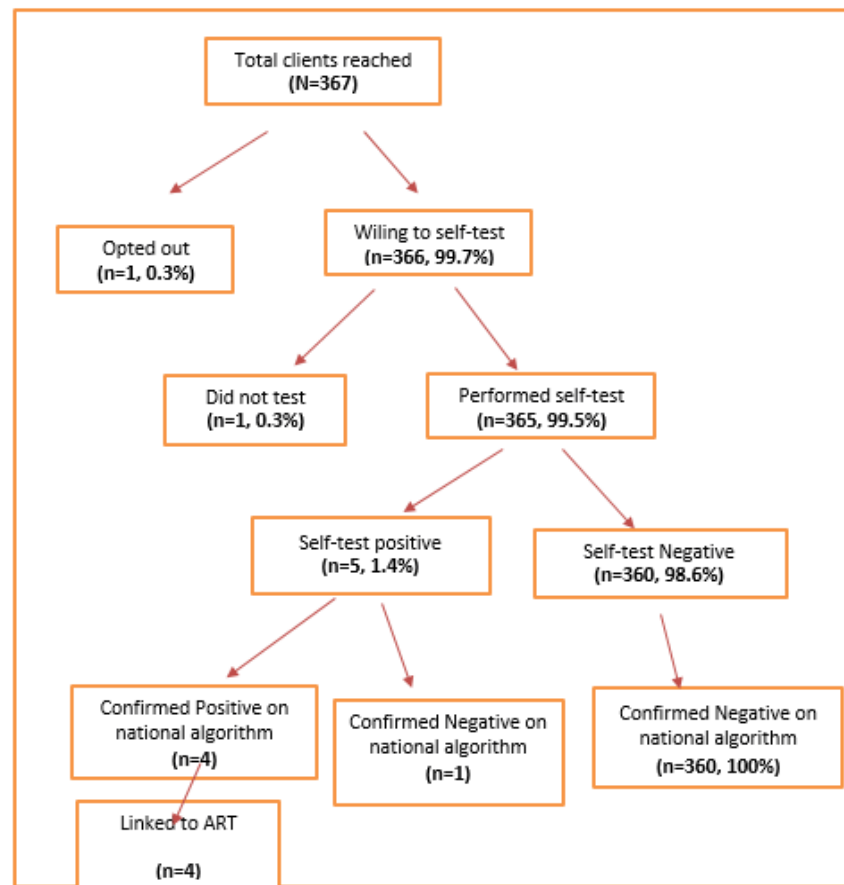 Total clients reached
(N=367)
Opted out
(n=1, 0.3%)
Wiling to self-test
(n=366, 99.7%)
Did not test
(n=1, 0.3%)
Performed self-test
(n=365, 99.5%)
Self-test positive
(n=5, 1.4%)
Self-test Negative
(n=360, 98.6%)
Confirmed Positive on
national algorithm
(n=4)
Confirmed Negative on
national algorithm
(n=1)
Confirmed Negative on
national algorithm
(n=360, 100%)
Linked to ART
(n=4)